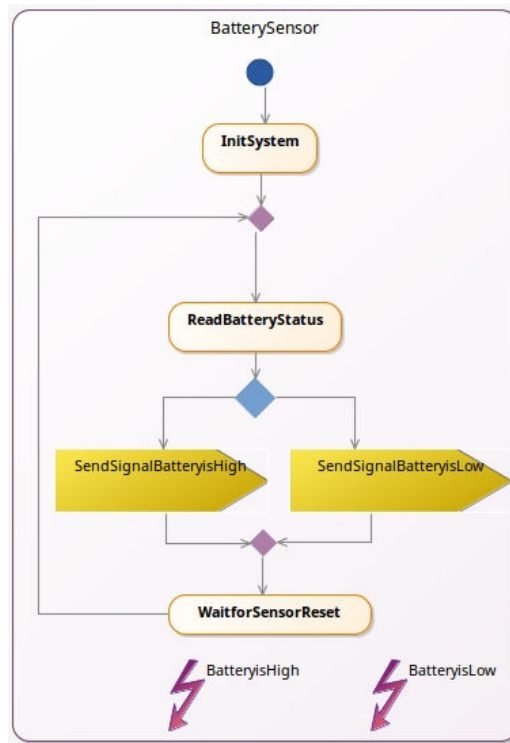 BatterySensor
InitSystem
ReadBatteryStatus
SendSignalBatteryisHigh
SendSignalBatteryisLow
WaitforSensorReset
BatteryisHigh
BatteryisLow